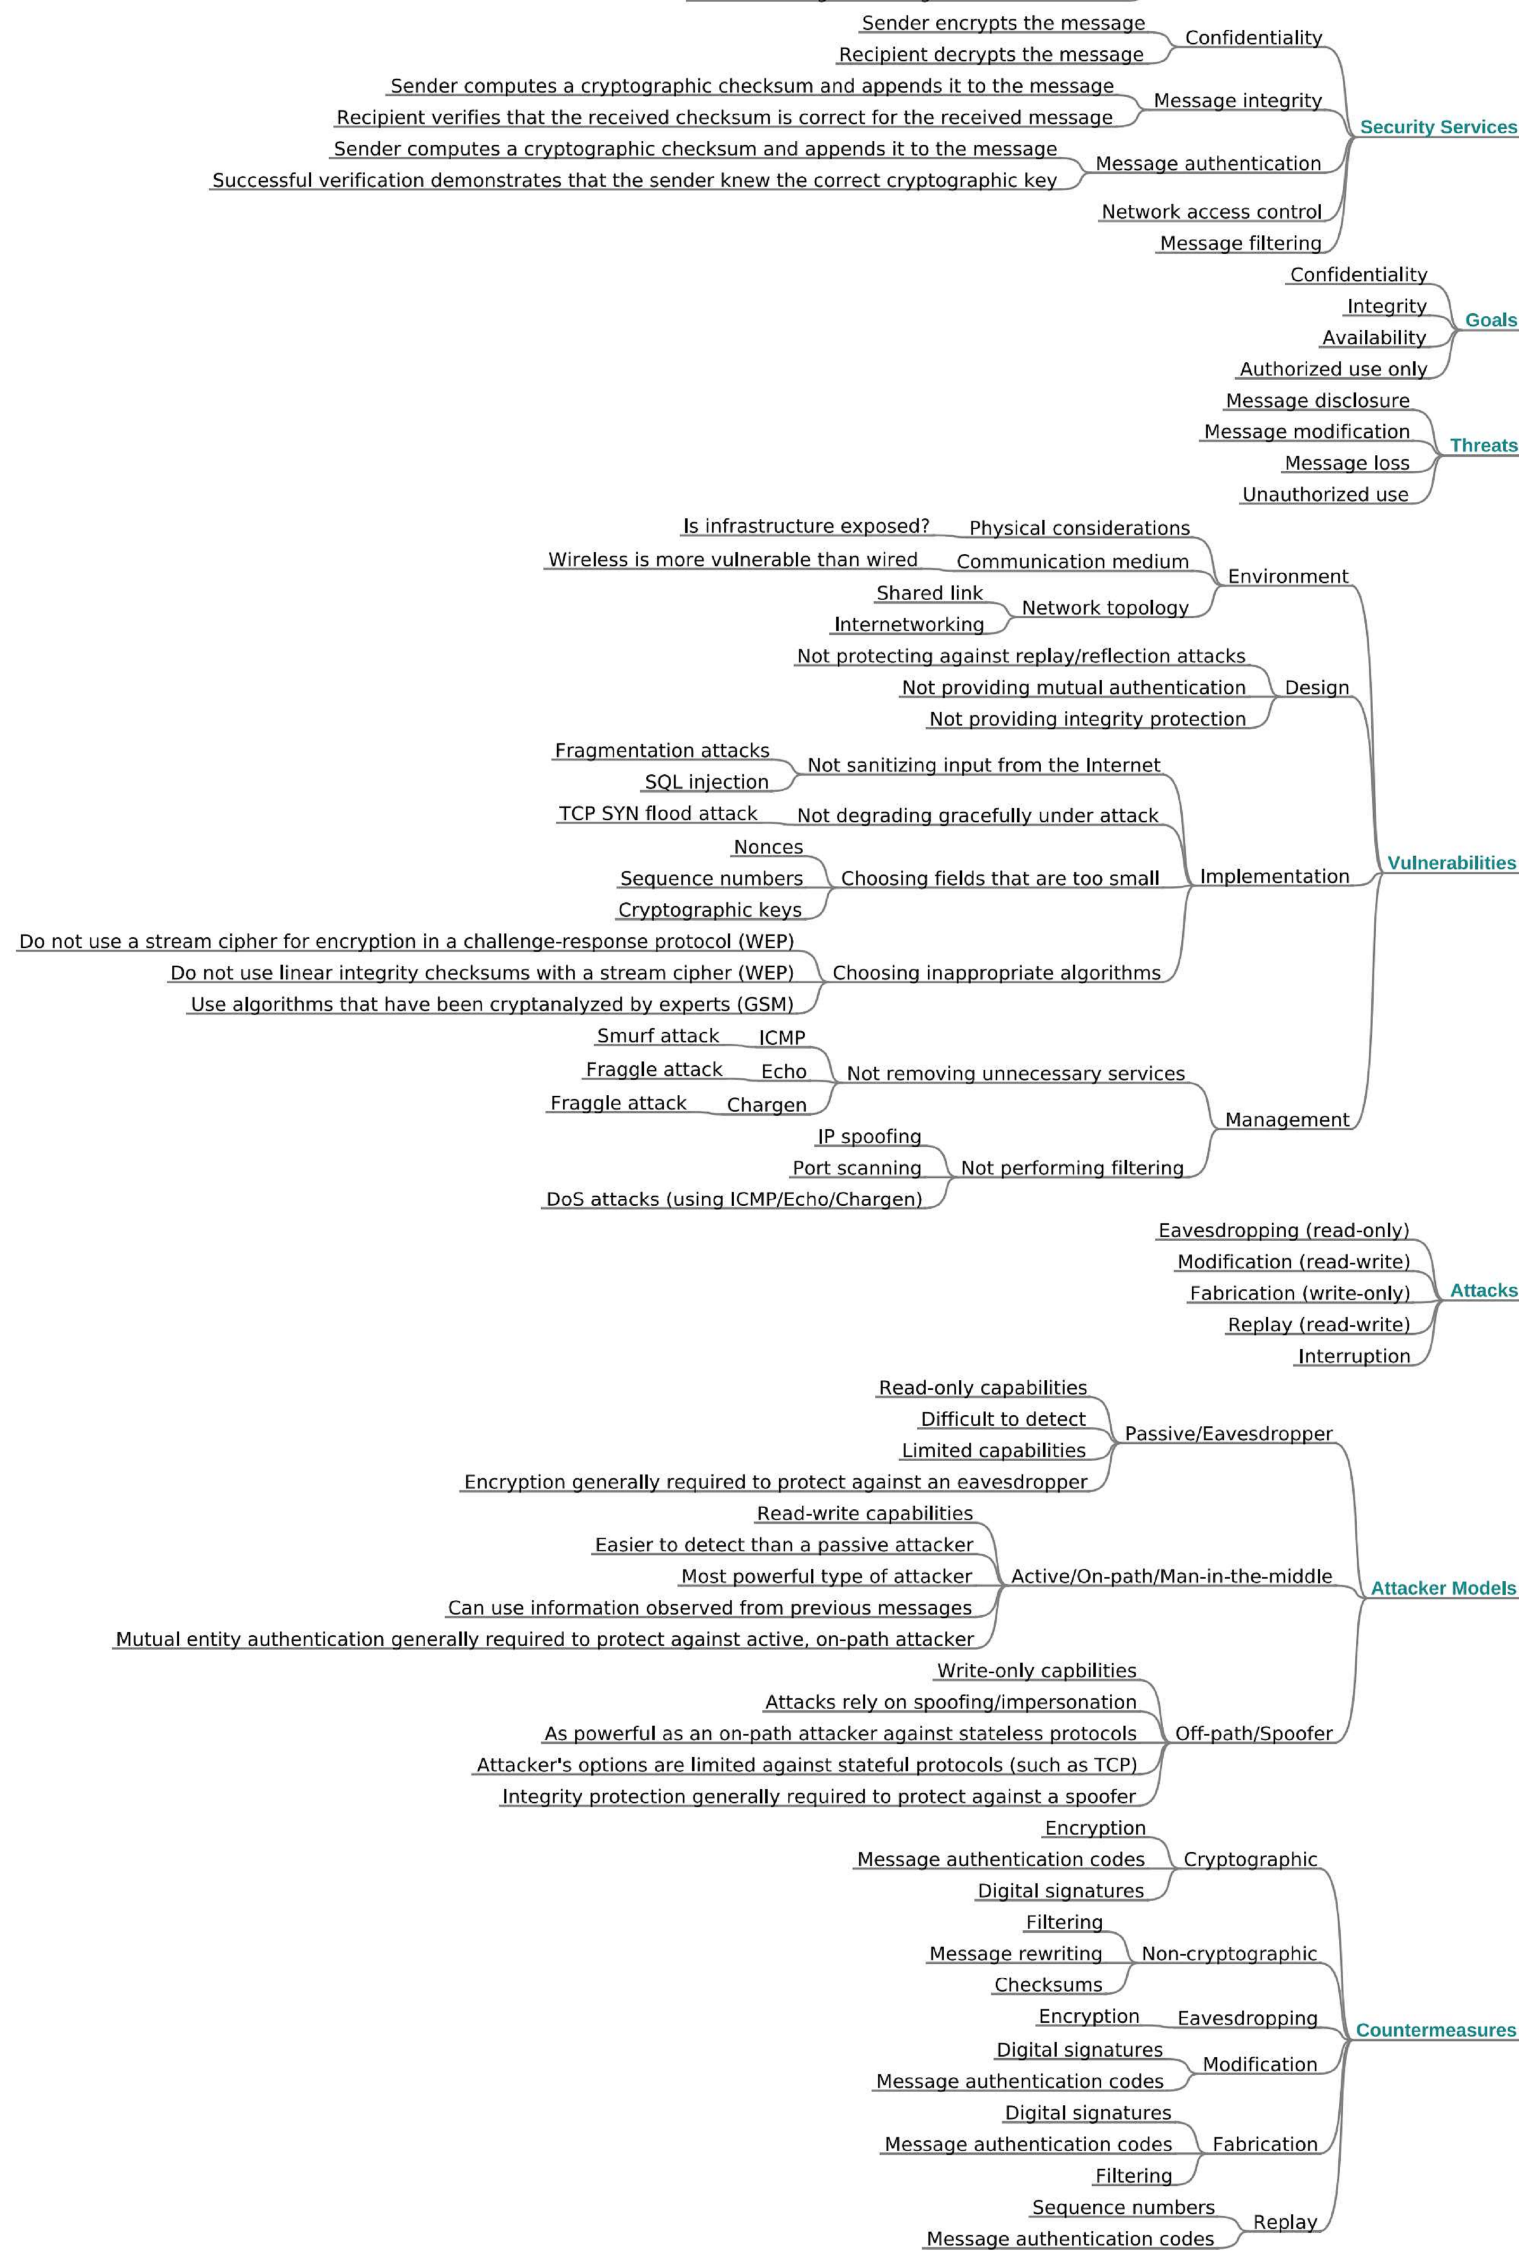 Sender encrypts the message
Confidentiality
Recipient decrypts the message
Sender computes a cryptographic checksum and appends it to the message
Message integrity
Recipient verifies that the received checksum is correct for the received message
Security Services
Sender computes a cryptographic checksum and appends it to the message
Message authentication
Successful verification demonstrates that the sender knew the correct cryptographic key
Network access control
Message filtering
Confidentiality
Integrity
Goals
Availability
Authorized use only
Message disclosure
Message modification
Threats
Message loss
Unauthorized use
Is infrastructure exposed?
Physical considerations
Wireless is more vulnerable than wired
Communication medium
Environment
Shared link
Network topology
Internetworking
Not protecting against replay/reflection attacks
Not providing mutual authentication
Design
Not providing integrity protection
Fragmentation attacks
Not sanitizing input from the Internet
SQL injection
TCP SYN flood attack
Not degrading gracefully under attack
Nonces
Vulnerabilities
Sequence numbers
Choosing fields that are too small
Implementation
Cryptographic keys
Do not use a stream cipher for encryption in a challenge-response protocol (WEP)
Do not use linear integrity checksums with a stream cipher (WEP)
Choosing inappropriate algorithms
Use algorithms that have been cryptanalyzed by experts (GSM)
Smurf attack
ICMP
Fraggle attack
Echo
Not removing unnecessary services
Fraggle attack
Chargen
Management
IP spoofing
Port scanning
Not performing filtering
DoS attacks (using ICMP/Echo/Chargen)
Eavesdropping (read-only)
Modification (read-write)
Fabrication (write-only)
Attacks
Replay (read-write)
Interruption
Read-only capabilities
Difficult to detect
Passive/Eavesdropper
Limited capabilities
Encryption generally required to protect against an eavesdropper
Read-write capabilities
Easier to detect than a passive attacker
Most powerful type of attacker
Active/On-path/Man-in-the-middle
Attacker Models
Can use information observed from previous messages
Mutual entity authentication generally required to protect against active, on-path attacker
Write-only capbilities
Attacks rely on spoofing/impersonation
As powerful as an on-path attacker against stateless protocols
Off-path/Spoofer
Attacker's options are limited against stateful protocols (such as TCP)
Integrity protection generally required to protect against a spoofer
Encryption
Message authentication codes
Cryptographic
Digital signatures
Filtering
Message rewriting
Non-cryptographic
Checksums
Encryption
Eavesdropping
Countermeasures
Digital signatures
Modification
Message authentication codes
Digital signatures
Message authentication codes
Fabrication
Filtering
Sequence numbers
Replay
Message authentication codes